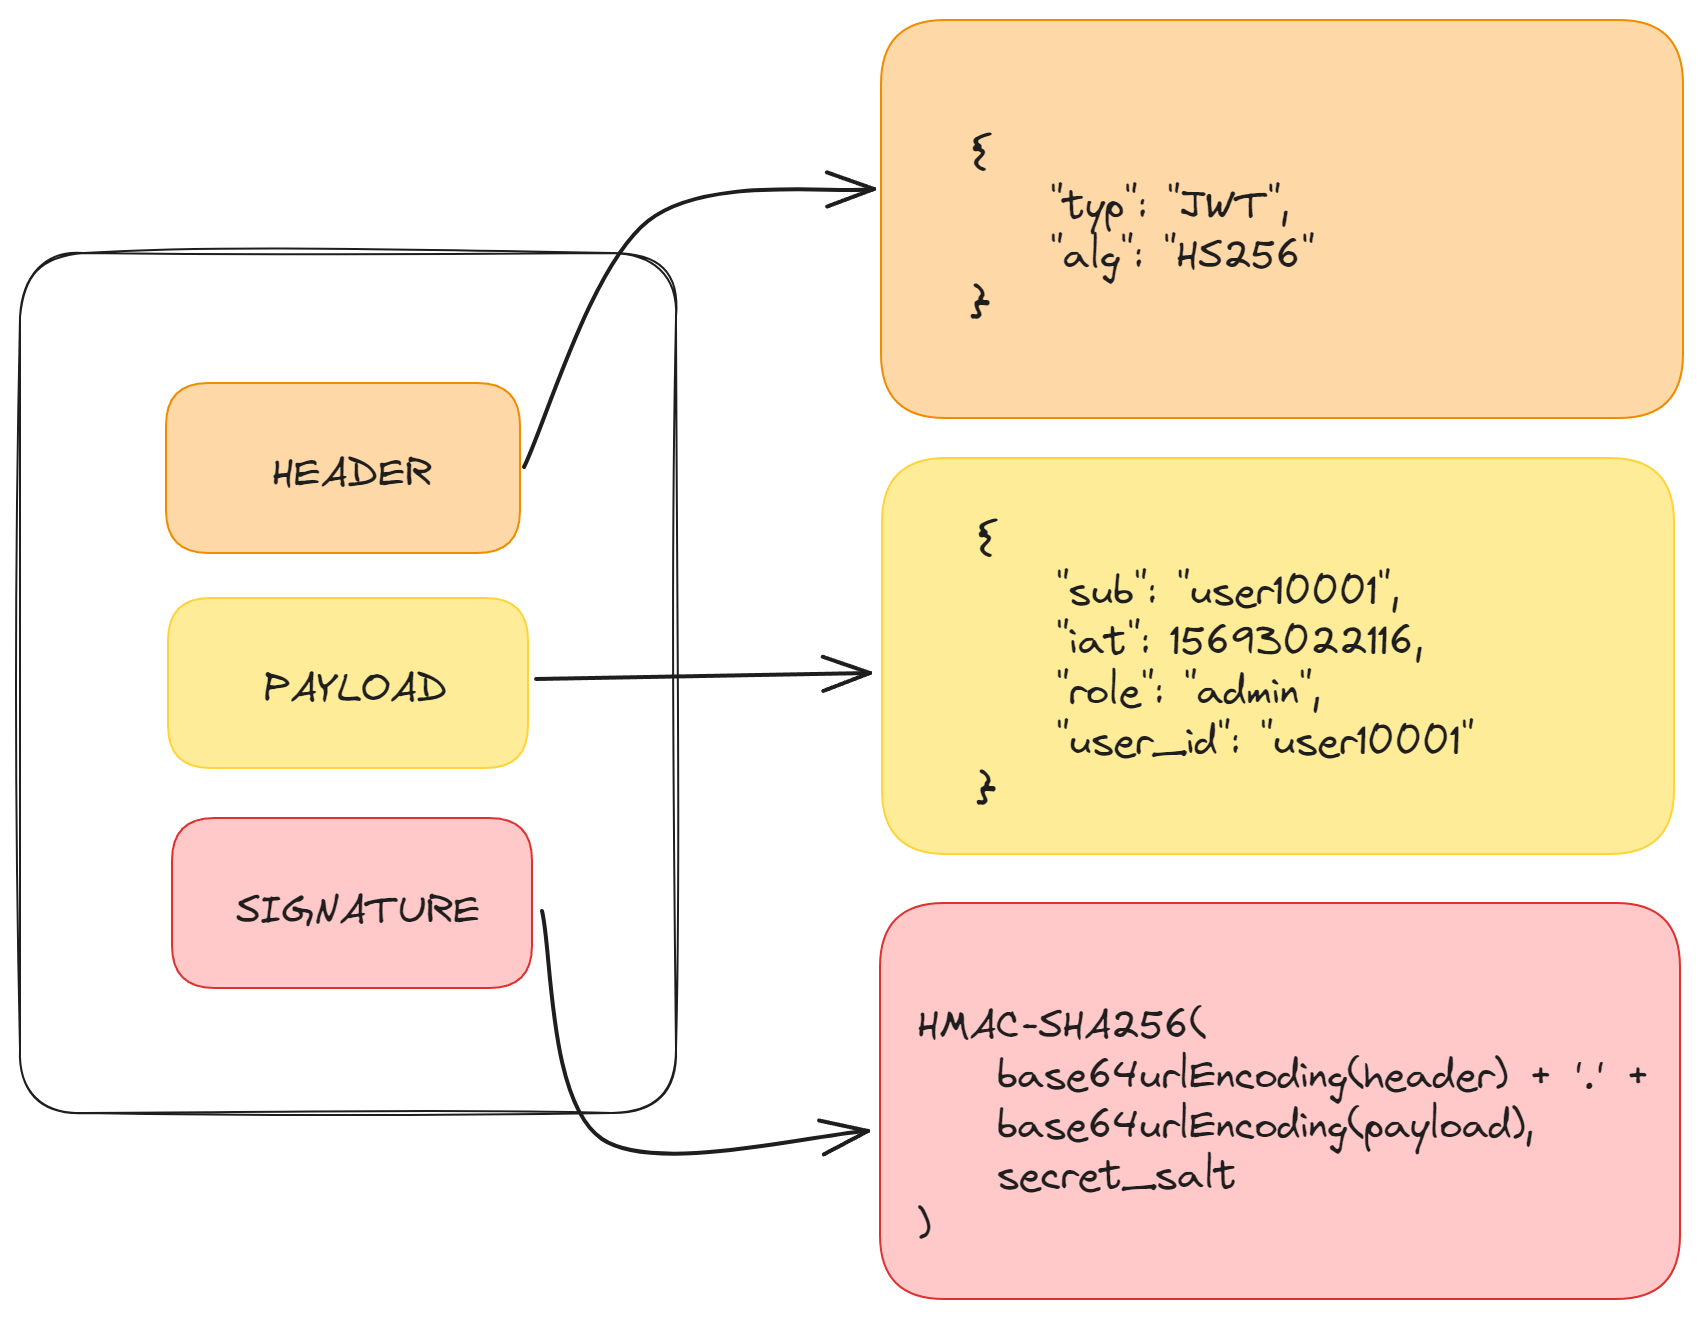 HEADER
PAYLOAD
SIGNATURE
{
"typ": "JWT",
"alg": "HS256"
}
{
"sub": "user10001",
"iat": 15693022116,
"role": "admin",
"user_id": "user10001"
}
HMAC-SHA256(
base64urlEncoding(header) + '.' +
base64urlEncoding(payload),
secret_salt
)